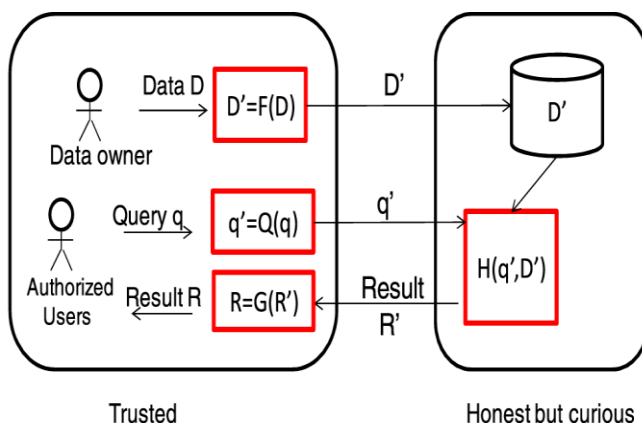 Data D
D'=F(D)
D'
D'
Data owner
Query q
q'=Q(q)
q'
H(q',D')
Authorized
Users
Result R
R=G(R')
Result
R'
Trusted
Honest but curious